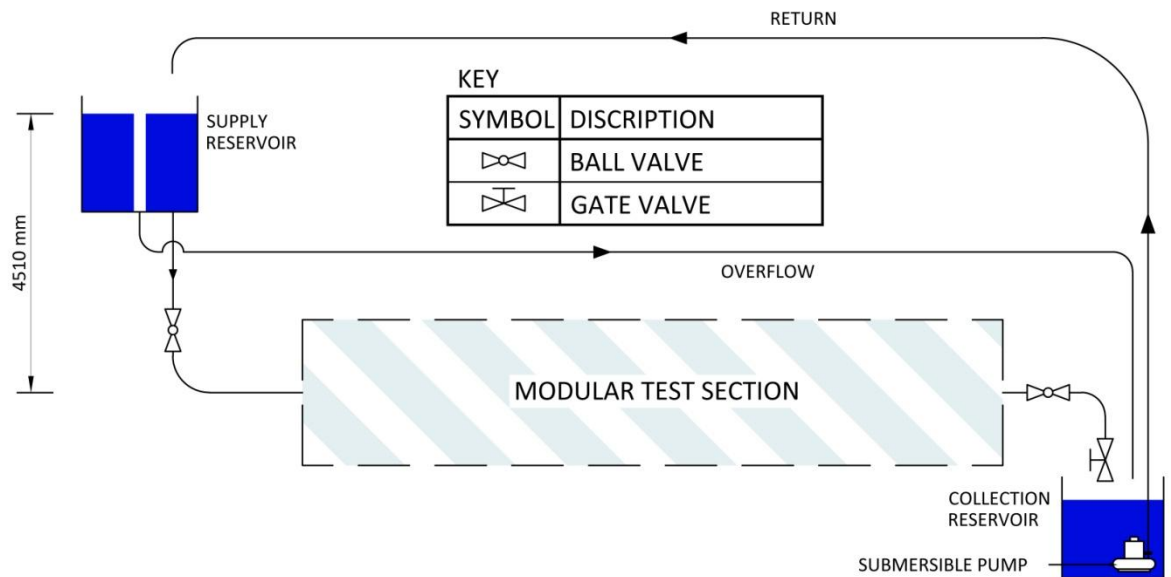 RETURN
KEY
SYMBOL DISCRIPTION
BALL VALVE
GATE VALVE
SUPPLY
RESERVOIR
4510 mm
OVERFLOW
MODULAR TEST SECTION
COLLECTION
RESERVOIR
SUBMERSIBLE PUMP